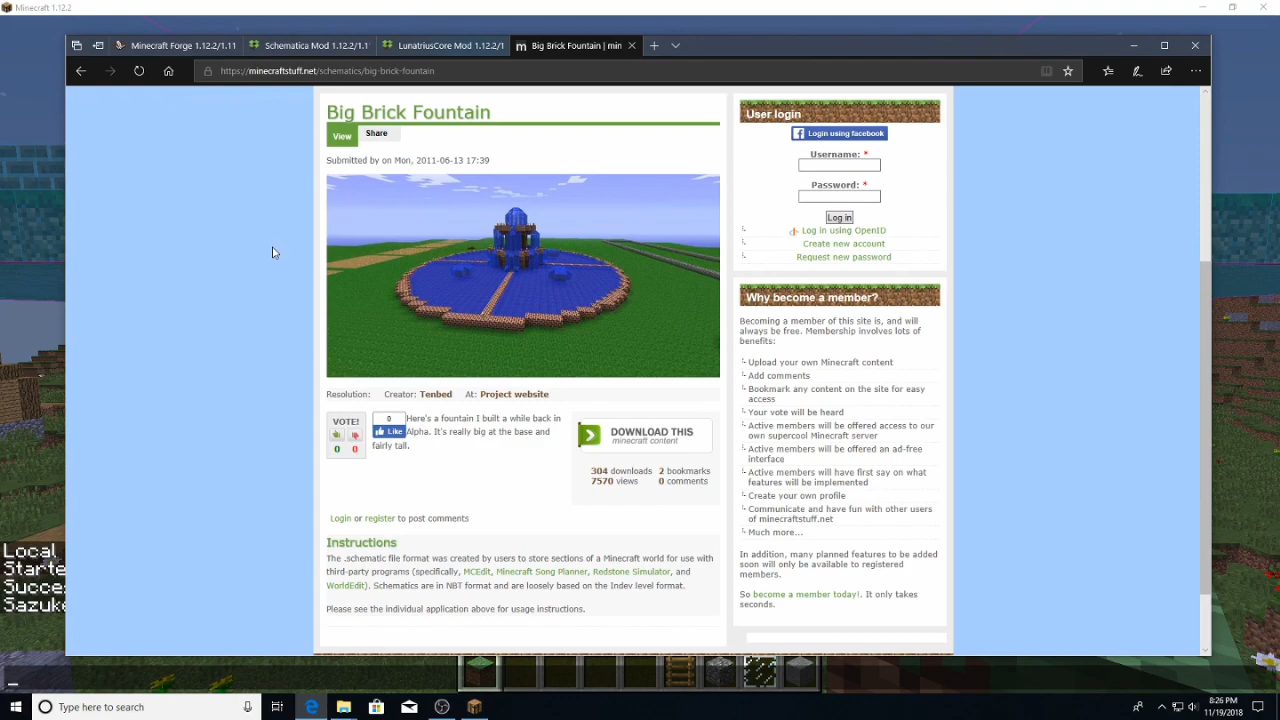 Minecraft 1.12.2
Minecraft Forge 1.12.2/1.11
Schematica Mod 1.12.2/1.1
LunatriusCore Mod 1.12.2/1
Big Brick Fountain | min
https://minecraftstuff.net/schematics/big-brick-fountain
Big Brick Fountain
View
Share
Submitted by on Mon, 2011-06-13 17:39
Resolution: Creator: Tenbed At: Project website
VOTE!
0 0
0
Like
Here's a fountain I built a while back in
Alpha. It's really big at the base and
fairly tall.
DOWNLOAD THIS
minecraft content
304 downloads 2 bookmarks
7570 views 0 comments
Login or register to post comments
Instructions
The .schematic file format was created by users to store sections of a Minecraft world for use with
third-party programs (specifically, MCEdit, Minecraft Song Planner, Redstone Simulator, and
WorldEdit). Schematics are in NBT format and are loosely based on the Indev level format.
Please see the individual application above for usage instructions.
User login
Login using facebook
Username: *
Password: *
Log in
Log in using OpenID
Create new account
Request new password
Why become a member?
Becoming a member of this site is, and will
always be free. Membership involves lots of
benefits:
Upload your own Minecraft content
Add comments
Bookmark any content on the site for easy
access
Your vote will be heard
Active members will be offered access to our
own supercool Minecraft server
Active members will be offered an ad-free
interface
Active members will have first say on what
features will be implemented
Create your own profile
Communicate and have fun with other users
of minecraftstuff.net
Much more...
In addition, many planned features to be added
soon will only be available to registered
members.
So become a member today!. It only takes
seconds.
Local
Starte
Succe
Sazuke
Type here to search
8:26 PM
11/19/2018